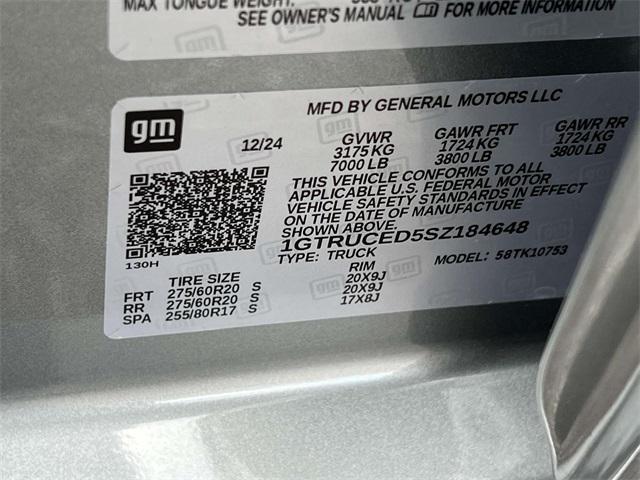 MAX TONGUE WEIGHT:
SEE OWNER'S MANUAL FOR MORE INFORMATION
MFD BY GENERAL MOTORS LLC
gm
12/24 GVWR GAWR FRT GAWR RR
3175 KG 1724 KG 1724 KG
7000 LB 3800 LB 3800 LB
THIS VEHICLE CONFORMS TO ALL
APPLICABLE U.S. FEDERAL MOTOR
VEHICLE SAFETY STANDARDS IN EFFECT
ON THE DATE OF MANUFACTURE
SHOWN ABOVE.
1GTRUCED5SZ184648
TYPE: TRUCK MODEL: 58TK10753
130H
TIRE SIZE RIM
FRT 275/60R20 S 20X9J
RR 275/60R20 S 20X9J
SPA 255/80R17 S 17X8J